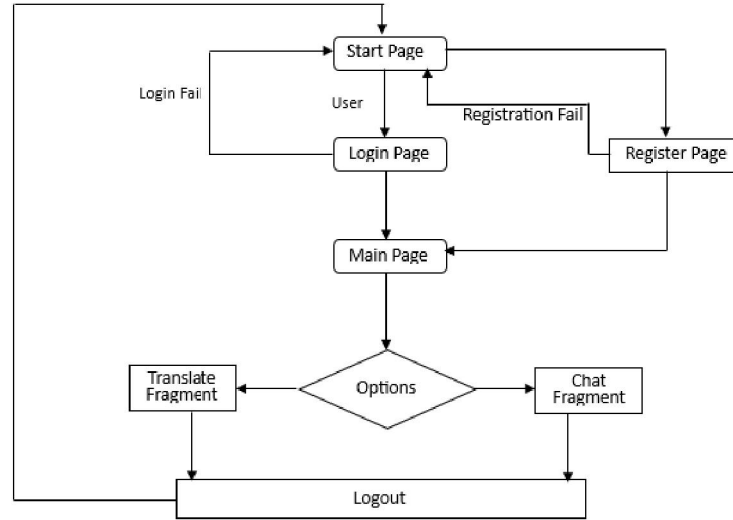 Start Page
Login Fail
User
Registration Fail
Login Page
Register Page
Main Page
Translate
Fragment
Options
Chat
Fragment
Logout